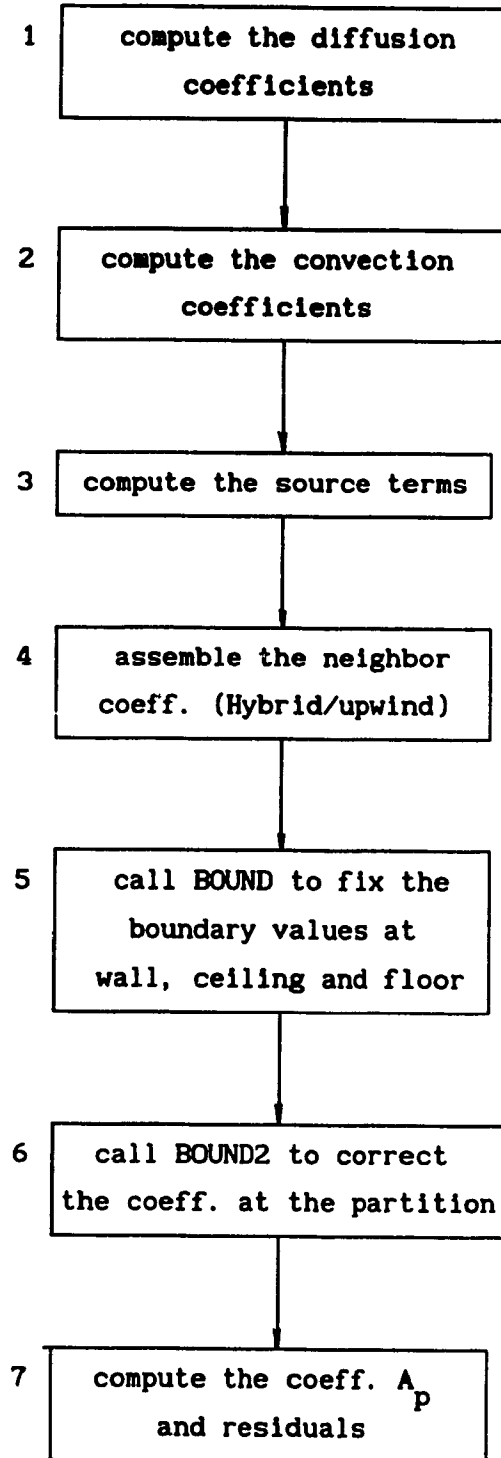 1 compute the diffusion
coefficients
2 compute the convection
coefficients
3 compute the source terms
4 assemble the neighbor
coeff. (Hybrid/upwind)
5 call BOUND to fix the
boundary values at
wall, ceiling and floor
6 call BOUND2 to correct
the coeff. at the partition
7 compute the coeff. Ap
and residuals